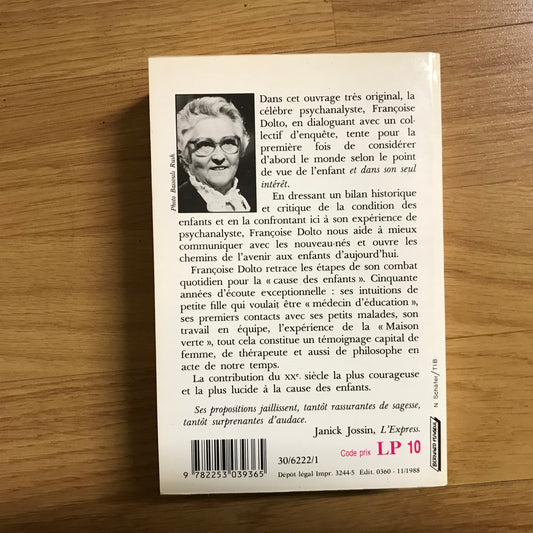 Dans cet ouvrage très original, la
célèbre psychanalyste, Françoise
Dolto, en dialoguant avec un col-
lectif d'enquête, tente pour la
première fois de considérer
d'abord le monde selon le point
de vue de l'enfant et dans son seul
intérêt.
En dressant un bilan historique
et critique de la condition des
enfants et en la confrontant ici à son expérience de
psychanalyste, Françoise Dolto nous aide à mieux
communiquer avec les nouveau-nés et ouvre les
chemins de l'avenir aux enfants d'aujourd'hui.
Françoise Dolto retrace les étapes de son combat
quotidien pour la « cause des enfants ». Cinquante
années d'écoute exceptionnelle : ses intuitions de
petite fille qui voulait être « médecin d'éducation »,
ses premiers contacts avec ses petits malades, son
travail en équipe, l'expérience de la « Maison
verte », tout cela constitue un témoignage capital de
femme, de thérapeute et aussi de philosophe en
acte de notre temps.
La contribution du XXe siècle la plus courageuse
et la plus lucide à la cause des enfants.
Ses propositions jaillissent, tantôt rassurantes de sagesse,
tantôt surprenantes d'audace.
Janick Jossin, L'Express.
Code prix LP 10
30/6222/1
9 782253 039365
Dépot légal Impr. 3244-5 Edit. 0360 - 11/1988
Photo Bassouls Rush
N. Schäfer/TIB